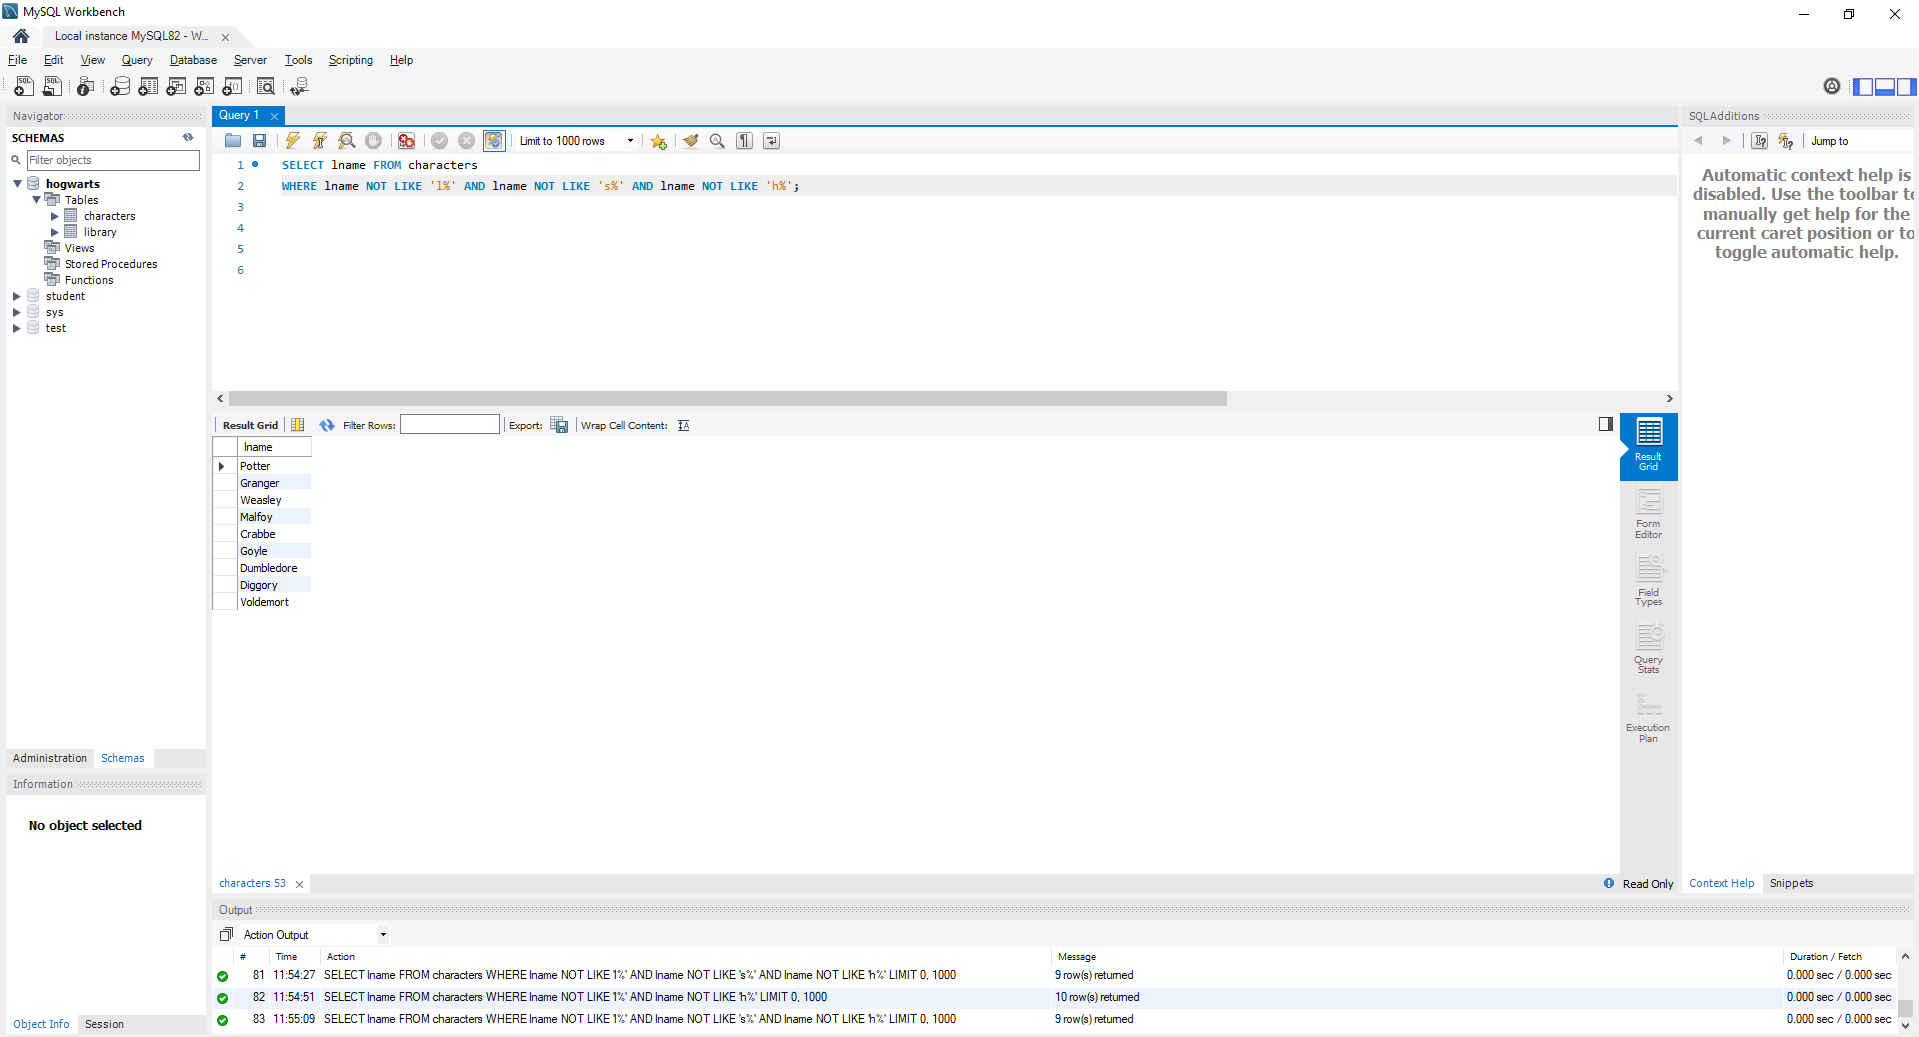 MySQL Workbench
Local instance MySQL82 - W...
File Edit View Query Database Server Tools Scripting Help
Navigator
SCHEMAS
Filter objects
hogwarts
Tables
characters
library
Views
Stored Procedures
Functions
student
sys
test
Administration Schemas
Information
No object selected
Object Info Session
Query 1
Limit to 1000 rows
1 SELECT lname FROM characters
2 WHERE lname NOT LIKE 'l%' AND lname NOT LIKE 's%' AND lname NOT LIKE 'h%';
3
4
5
6
Result Grid Filter Rows: Export: Wrap Cell Content:
lname
Potter
Granger
Weasley
Malfoy
Crabbe
Goyle
Dumbledore
Diggory
Voldemort
Result
Grid
Form
Editor
Field
Types
Query
Stats
Execution
Plan
characters 53
Read Only
SQLAdditions
Jump to
Automatic context help is
disabled. Use the toolbar to
manually get help for the
current caret position or to
toggle automatic help.
Context Help Snippets
Output
Action Output
# Time Action Message Duration / Fetch
81 11:54:27 SELECT lname FROM characters WHERE lname NOT LIKE 'l%' AND lname NOT LIKE 's%' AND lname NOT LIKE 'h%' LIMIT 0, 1000 9 row(s) returned 0.000 sec / 0.000 sec
82 11:54:51 SELECT lname FROM characters WHERE lname NOT LIKE 'l%' AND lname NOT LIKE 'h%' LIMIT 0, 1000 10 row(s) returned 0.000 sec / 0.000 sec
83 11:55:09 SELECT lname FROM characters WHERE lname NOT LIKE 'l%' AND lname NOT LIKE 's%' AND lname NOT LIKE 'h%' LIMIT 0, 1000 9 row(s) returned 0.000 sec / 0.000 sec